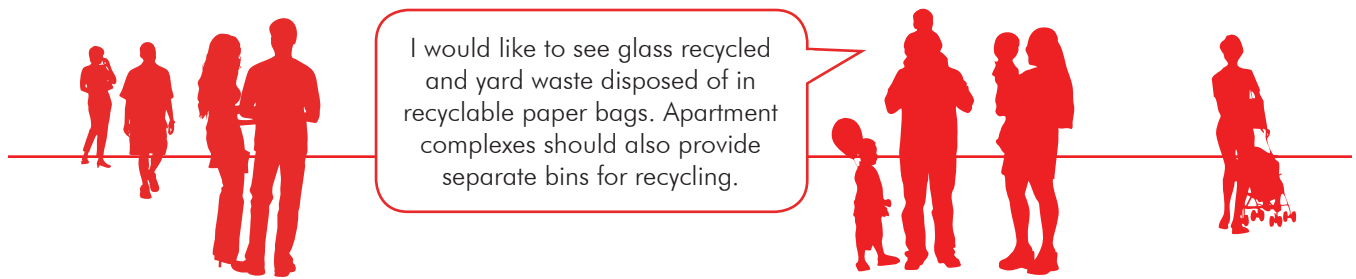 I would like to see glass recycled
and yard waste disposed of in
recyclable paper bags. Apartment
complexes should also provide
separate bins for recycling.